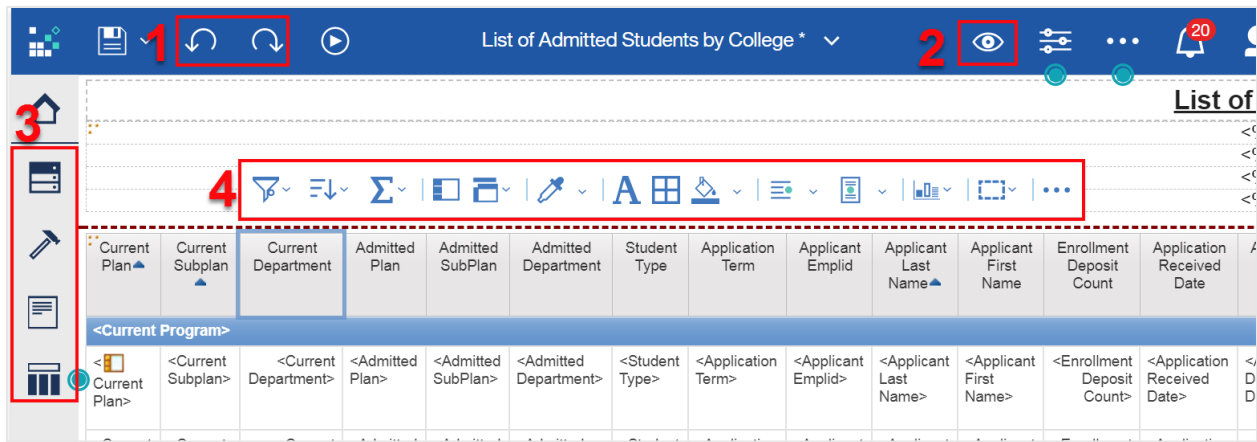 1
List of Admitted Students by College *
2
20
List of
3
4
Current Plan
Current Subplan
Current Department
Admitted Plan
Admitted SubPlan
Admitted Department
Student Type
Application Term
Applicant Emplid
Applicant Last Name
Applicant First Name
Enrollment Deposit Count
Application Received Date
<Current Program>
< Current Plan>
<Current Subplan>
<Current Department>
<Admitted Plan>
<Admitted SubPlan>
<Admitted Department>
<Student Type>
<Application Term>
<Applicant Emplid>
<Applicant Last Name>
<Applicant First Name>
<Enrollment Deposit Count>
<Application Received Date>